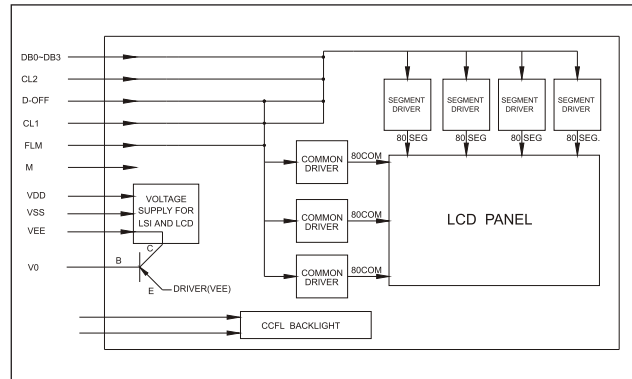 DB0~DB3
CL2
D-OFF
CL1
FLM
M
VDD
VSS
VEE
V0
SEGMENT
DRIVER
SEGMENT
DRIVER
SEGMENT
DRIVER
SEGMENT
DRIVER
80 SEG
80 SEG
80 SEG
80 SEG.
COMMON
DRIVER
80COM
COMMON
DRIVER
80COM
COMMON
DRIVER
80COM
LCD PANEL
VOLTAGE
SUPPLY FOR
LSI AND LCD
C
B
E
DRIVER(VEE)
CCFL BACKLIGHT